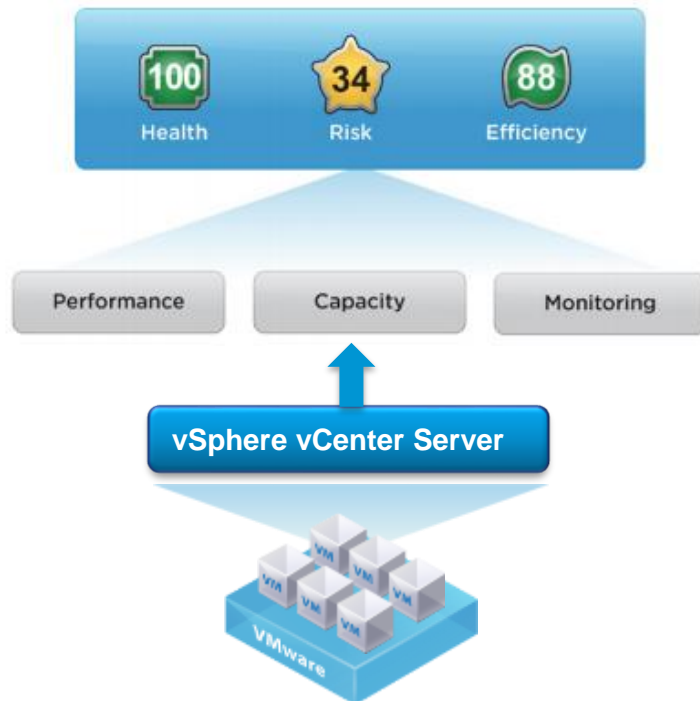 100
34
88
Health
Risk
Efficiency
Performance
Capacity
Monitoring
vSphere vCenter Server
VM
VM
VM
VM
VM
VM
VMware